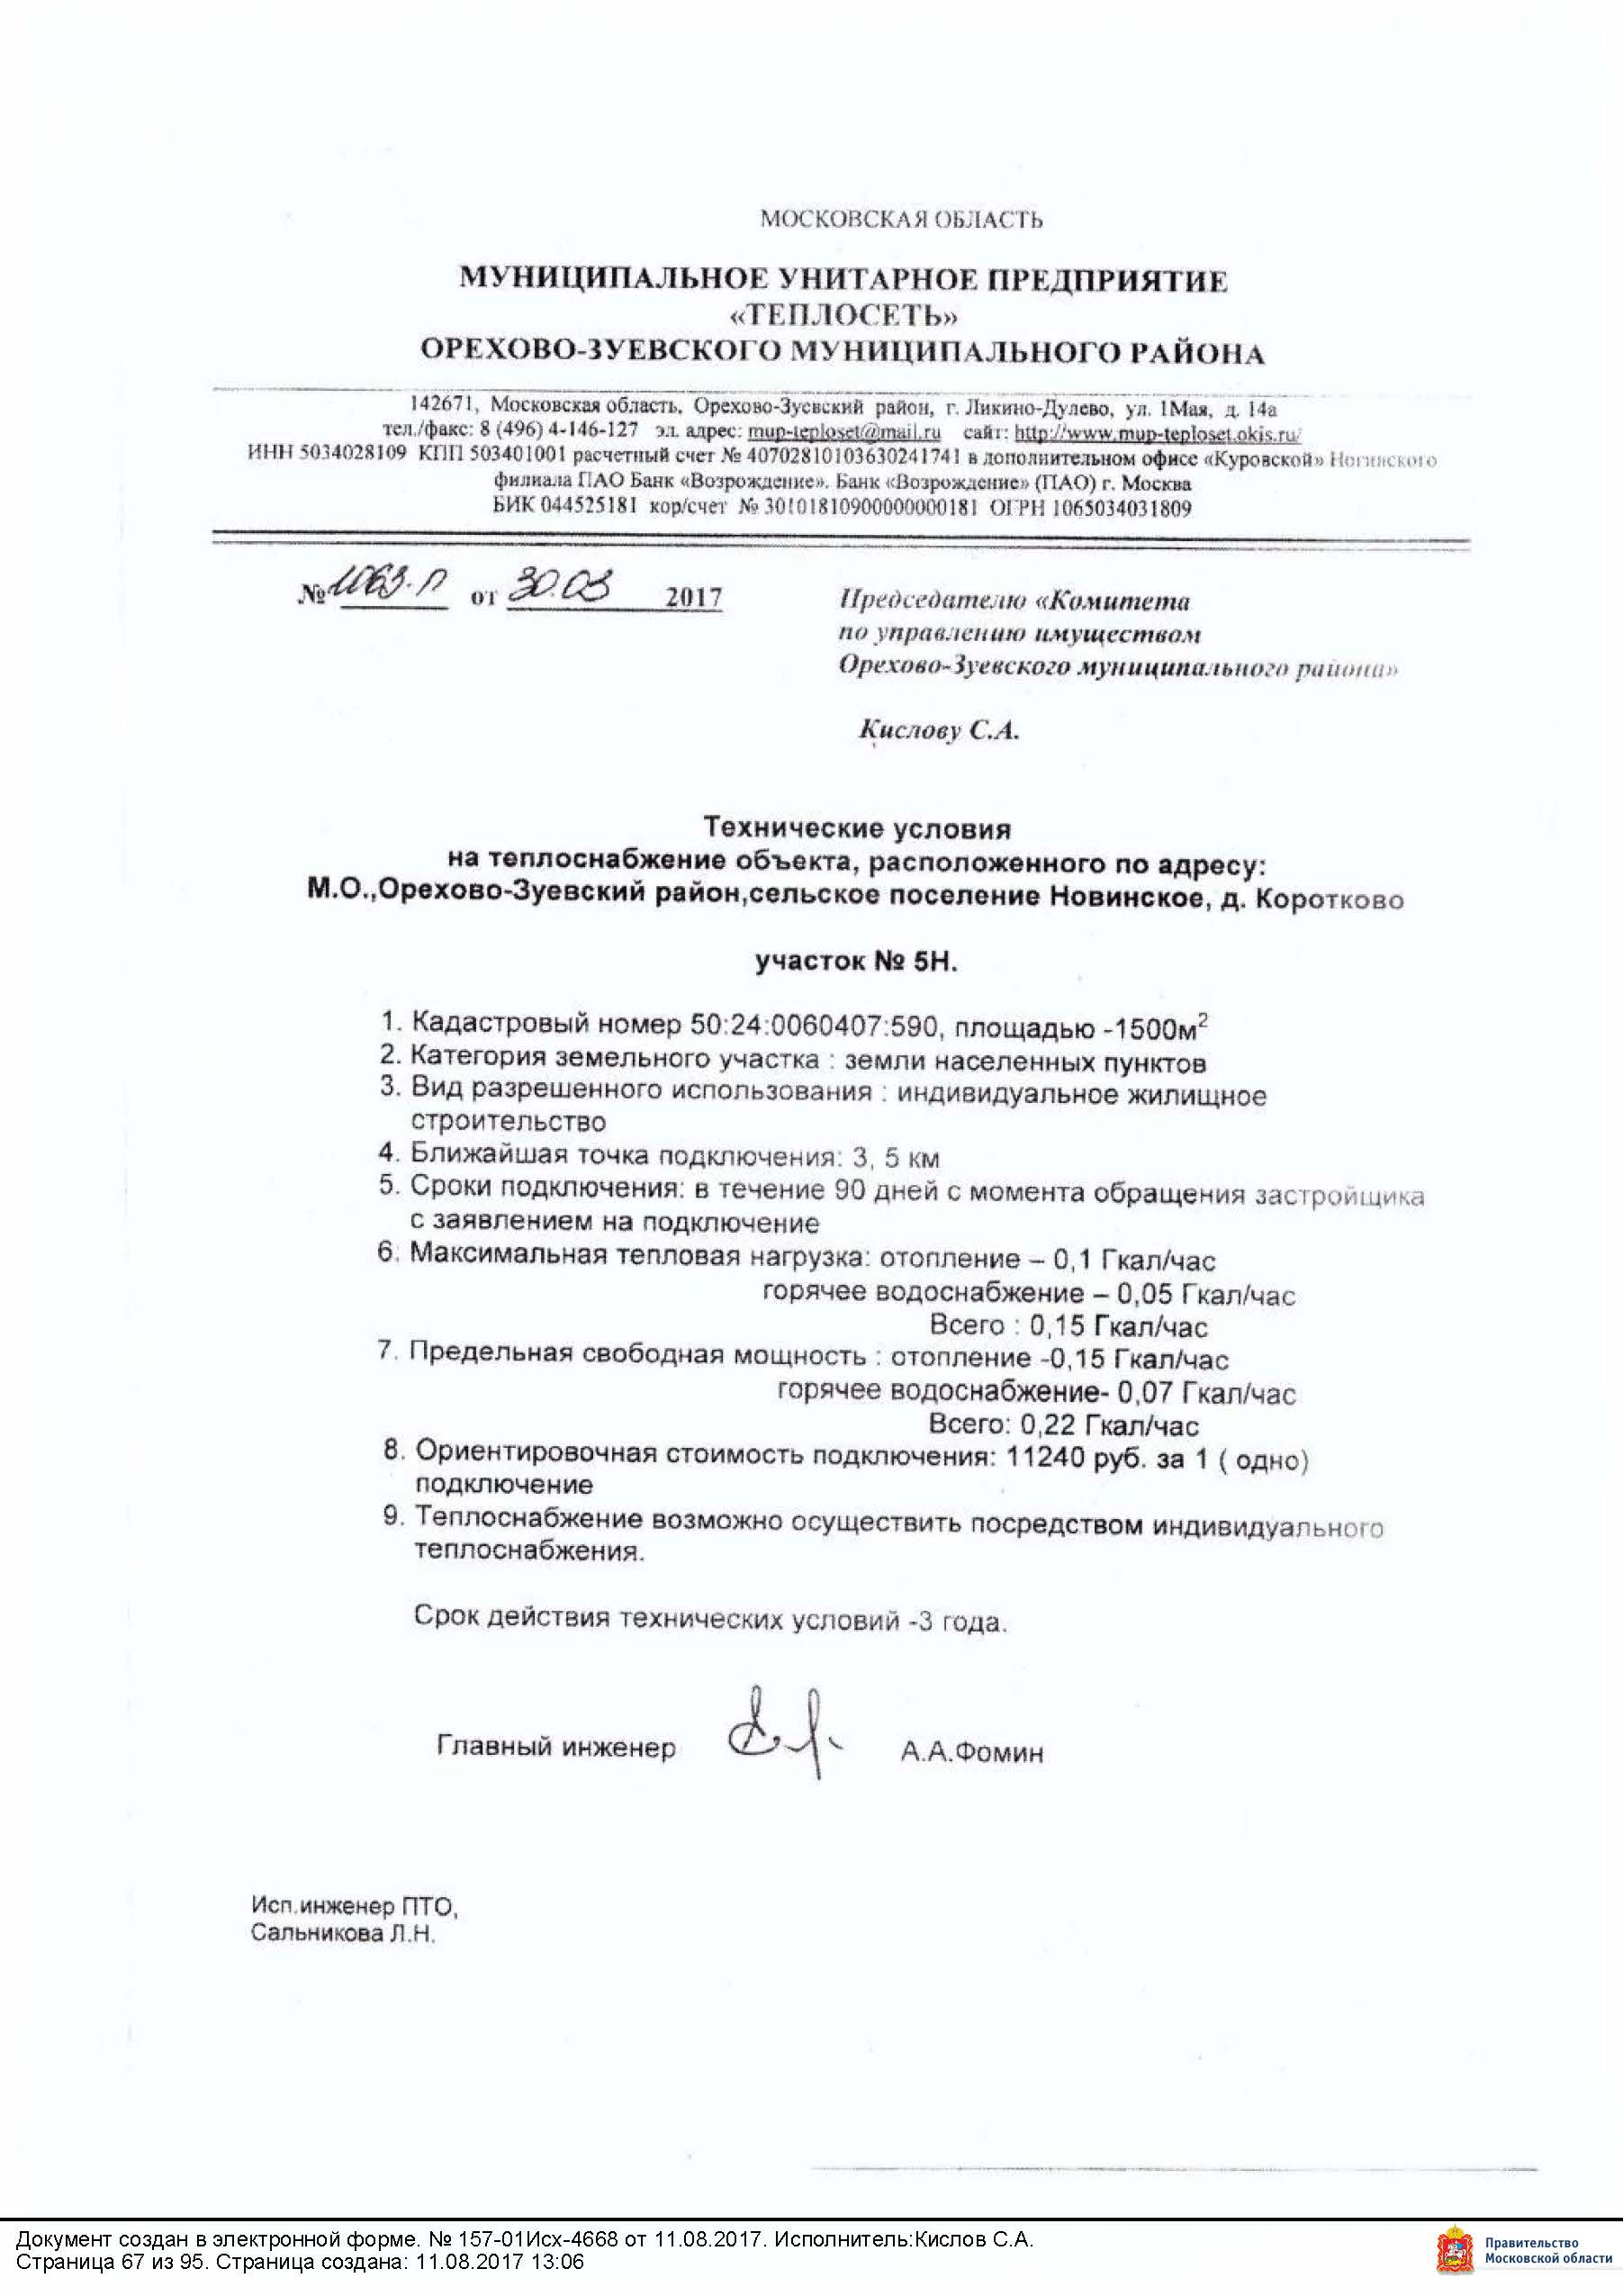 МОСКОВСКАЯ ОБЛАСТЬ
МУНИЦИПАЛЬНОЕ УНИТАРНОЕ ПРЕДПРИЯТИЕ
«ТЕПЛОСЕТЬ»
ОРЕХОВО-ЗУЕВСКОГО МУНИЦИПАЛЬНОГО РАЙОНА
142671, Московская область, Орехово-Зуевский район, г. Ликино-Дулево, ул. 1Мая, д. 14а
тел./факс: 8 (496) 4-146-127 эл. адрес: mup-teploset@mail.ru сайт: http://www.mup-teploset.okis.ru/
ИНН 5034028109 КПП 503401001 расчетный счет № 40702810103630241741 в дополнительном офисе «Куровской» Ногинского
филиала ПАО Банк «Возрождение». Банк «Возрождение» (ПАО) г. Москва
БИК 044525181 кор/счет № 30101810900000000181 ОГРН 1065034031809
№ 1063-П от 30.03 2017
Председателю «Комитета
по управлению имуществом
Орехово-Зуевского муниципального района»
Кислову С.А.
Технические условия
на теплоснабжение объекта, расположенного по адресу:
М.О.,Орехово-Зуевский район,сельское поселение Новинское, д. Коротково
участок № 5Н.
1. Кадастровый номер 50:24:0060407:590, площадью -1500м²
2. Категория земельного участка : земли населенных пунктов
3. Вид разрешенного использования : индивидуальное жилищное
строительство
4. Ближайшая точка подключения: 3, 5 км
5. Сроки подключения: в течение 90 дней с момента обращения застройщика
с заявлением на подключение
6. Максимальная тепловая нагрузка: отопление – 0,1 Гкал/час
горячее водоснабжение – 0,05 Гкал/час
Всего : 0,15 Гкал/час
7. Предельная свободная мощность : отопление -0,15 Гкал/час
горячее водоснабжение- 0,07 Гкал/час
Всего: 0,22 Гкал/час
8. Ориентировочная стоимость подключения: 11240 руб. за 1 ( одно)
подключение
9. Теплоснабжение возможно осуществить посредством индивидуального
теплоснабжения.
Срок действия технических условий -3 года.
Главный инженер А.А.Фомин
Исп.инженер ПТО,
Сальникова Л.Н.
Документ создан в электронной форме. № 157-01Исх-4668 от 11.08.2017. Исполнитель:Кислов С.А.
Страница 67 из 95. Страница создана: 11.08.2017 13:06
Правительство
Московской области